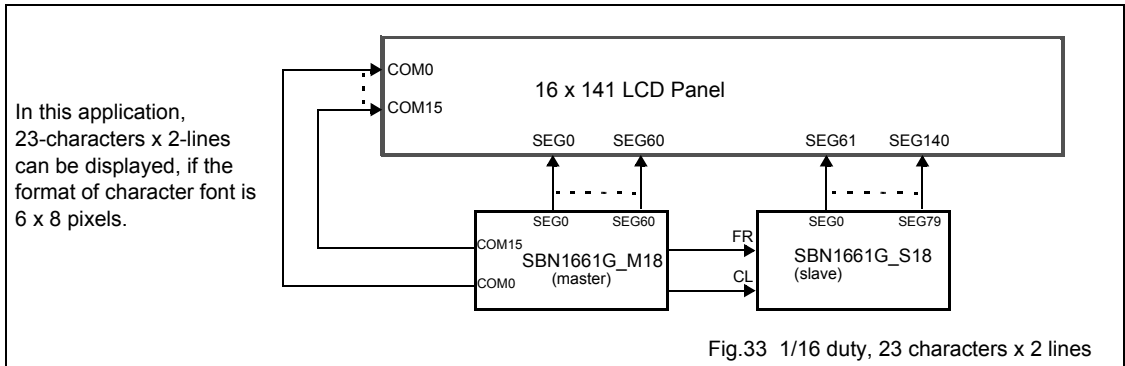 In this application,
23-characters x 2-lines
can be displayed, if the
format of character font is
6 x 8 pixels.
COM0
COM15
16 x 141 LCD Panel
SEG0 SEG60 SEG61 SEG140
SEG0 SEG60 SEG0 SEG79
COM15
COM0
SBN1661G_M18
(master)
FR
CL
SBN1661G_S18
(slave)
Fig.33 1/16 duty, 23 characters x 2 lines